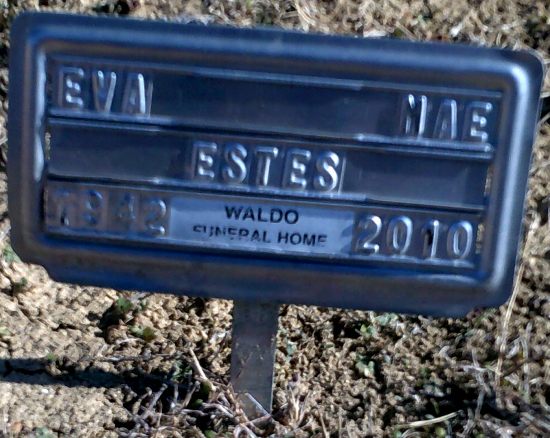 EVA MAE
ESTES
1942 WALDO FUNERAL HOME 2010